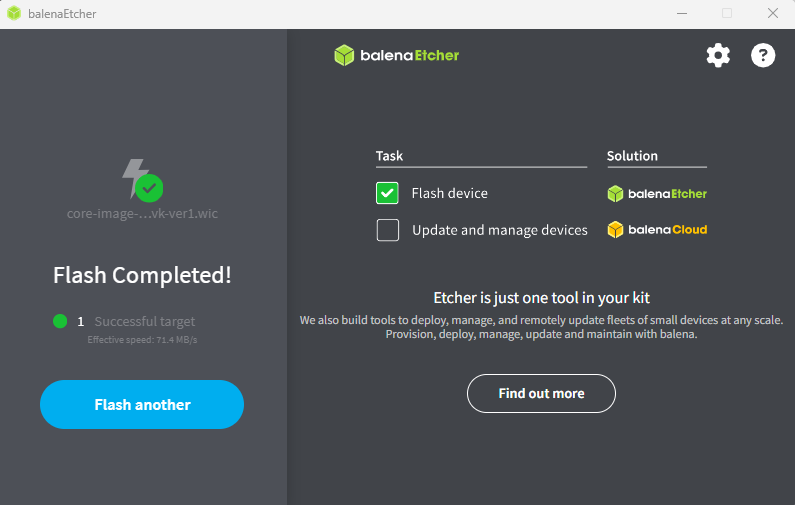 balenaEtcher
balenaEtcher
core-image-...vk-ver1.wic
Flash Completed!
1 Successful target
Effective speed: 71.4 MB/s
Flash another
Task Solution
Flash device balenaEtcher
Update and manage devices balenaCloud
Etcher is just one tool in your kit
We also build tools to deploy, manage, and remotely update fleets of small devices at any scale.
Provision, deploy, manage, update and maintain with balena.
Find out more